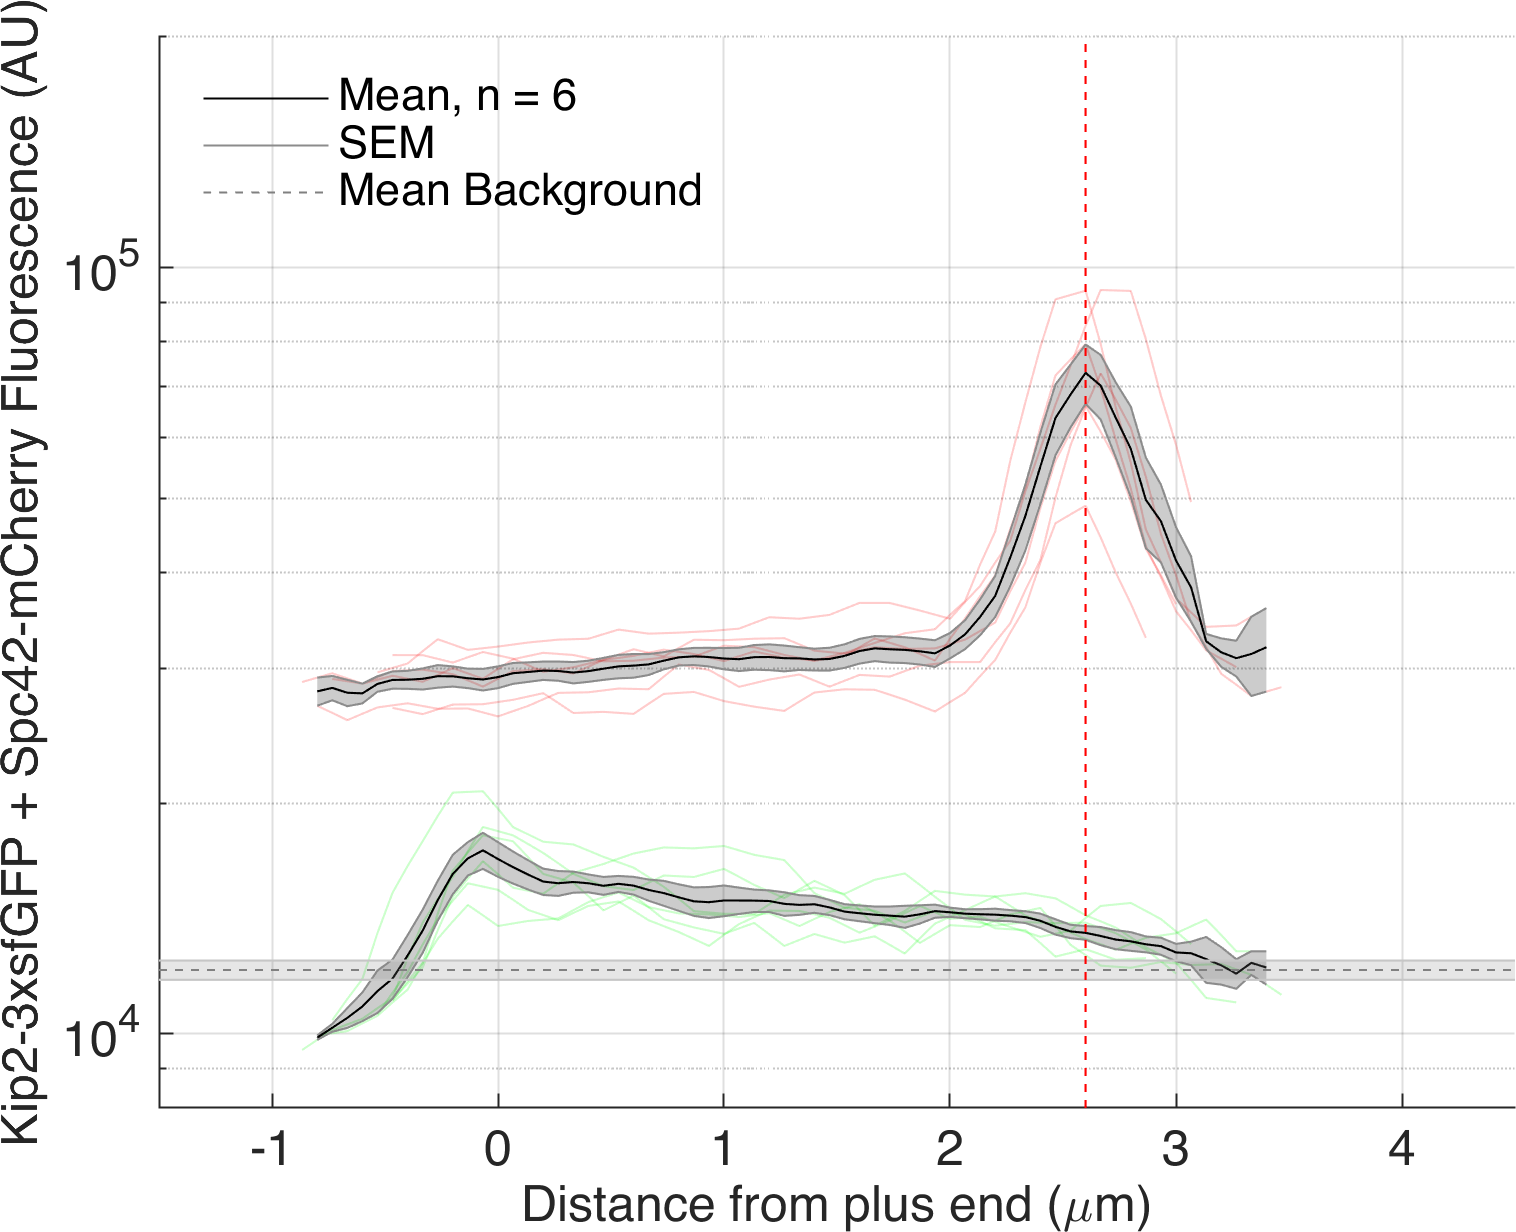 Kip2-3xsfGFP + Spc42-mCherry Fluorescence (AU)
Mean, n = 6
SEM
Mean Background
10^5
10^4
-1 0 1 2 3 4
Distance from plus end (μm)